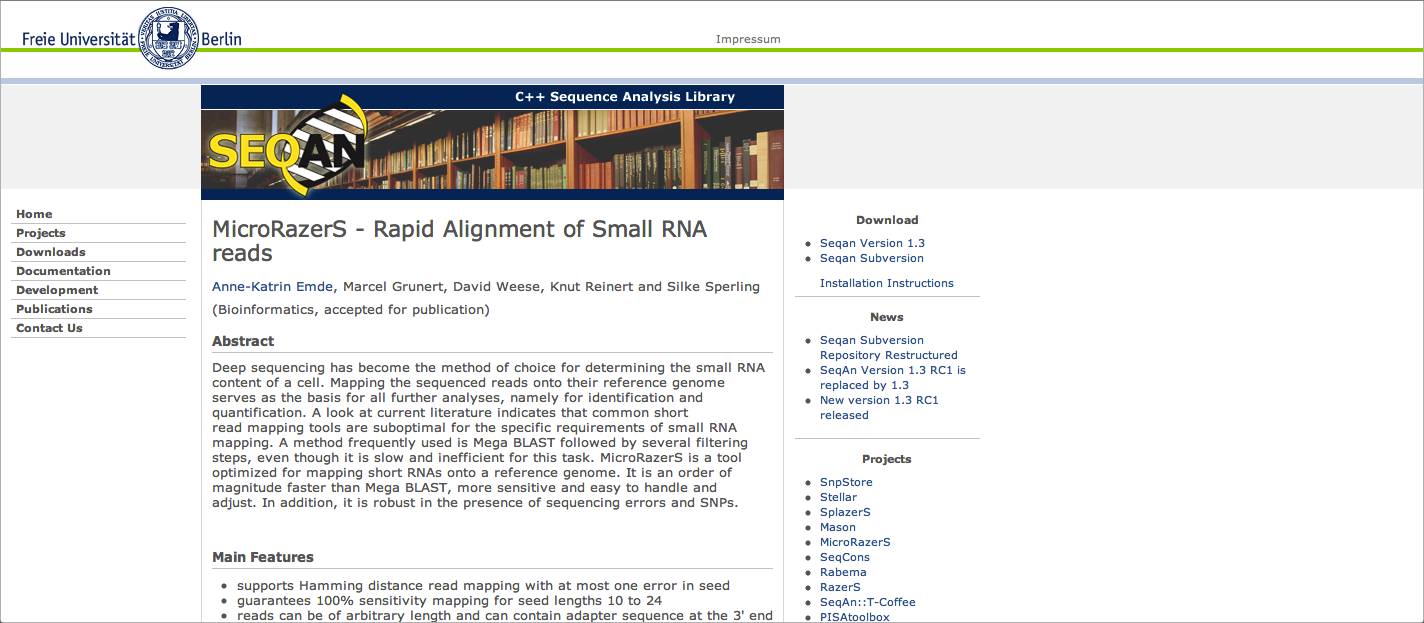 Freie Universität Berlin
Impressum
C++ Sequence Analysis Library
SEQAN
Home
Projects
Downloads
Documentation
Development
Publications
Contact Us
MicroRazerS - Rapid Alignment of Small RNA
reads
Anne-Katrin Emde, Marcel Grunert, David Weese, Knut Reinert and Silke Sperling
(Bioinformatics, accepted for publication)
Abstract
Deep sequencing has become the method of choice for determining the small RNA
content of a cell. Mapping the sequenced reads onto their reference genome
serves as the basis for all further analyses, namely for identification and
quantification. A look at current literature indicates that common short
read mapping tools are suboptimal for the specific requirements of small RNA
mapping. A method frequently used is Mega BLAST followed by several filtering
steps, even though it is slow and inefficient for this task. MicroRazerS is a tool
optimized for mapping short RNAs onto a reference genome. It is an order of
magnitude faster than Mega BLAST, more sensitive and easy to handle and
adjust. In addition, it is robust in the presence of sequencing errors and SNPs.
Main Features
supports Hamming distance read mapping with at most one error in seed
guarantees 100% sensitivity mapping for seed lengths 10 to 24
reads can be of arbitrary length and can contain adapter sequence at the 3' end
Download
Seqan Version 1.3
Seqan Subversion
Installation Instructions
News
Seqan Subversion
Repository Restructured
SeqAn Version 1.3 RC1 is
replaced by 1.3
New version 1.3 RC1
released
Projects
SnpStore
Stellar
SplazerS
Mason
MicroRazerS
SeqCons
Rabema
RazerS
SeqAn::T-Coffee
PISAtoolbox